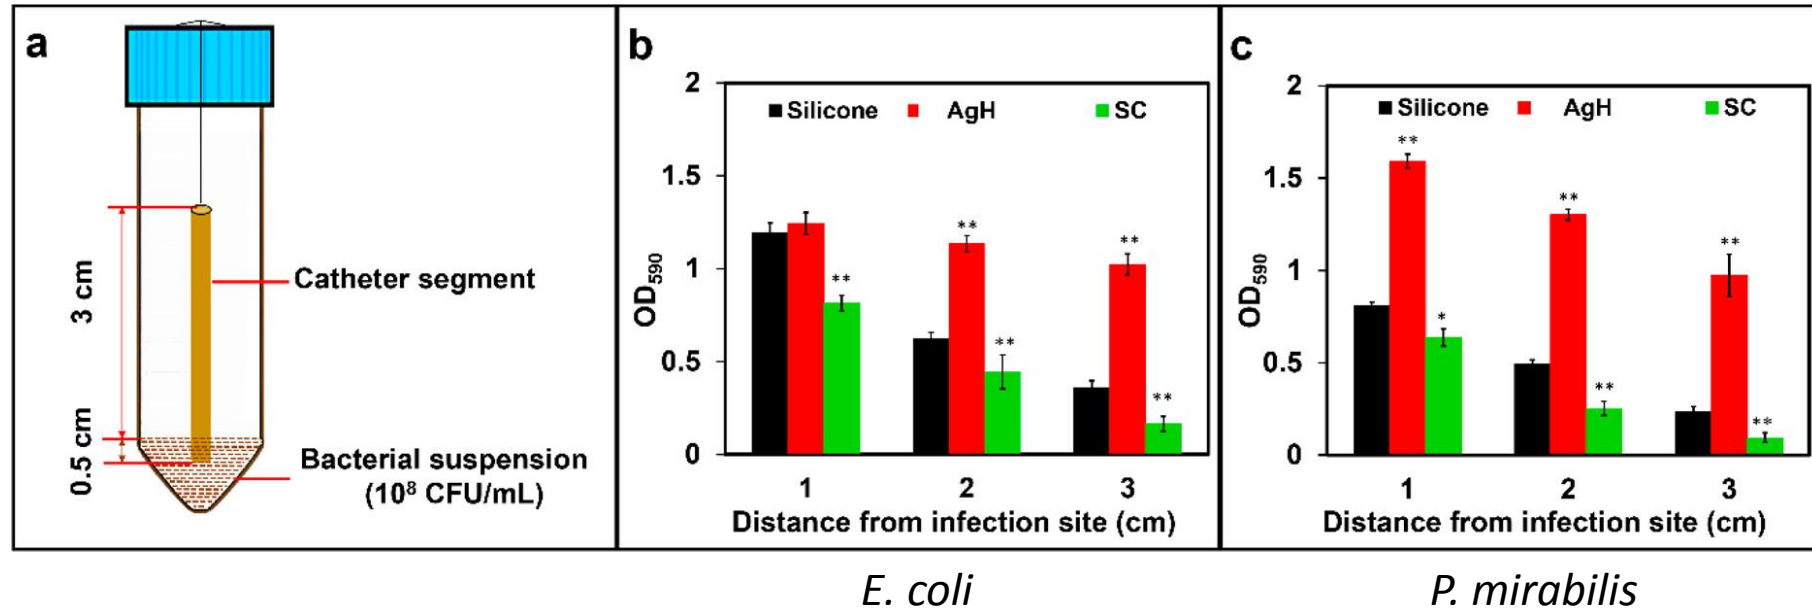 a
3 cm
0.5 cm
Catheter segment
Bacterial suspension
(10⁸ CFU/mL)
b
Silicone AgH SC
2
1.5
1
0.5
0
OD₅₉₀
**
**
**
**
**
1 2 3
Distance from infection site (cm)
E. coli
c
Silicone AgH SC
2
1.5
1
0.5
0
OD₅₉₀
**
*
**
**
**
**
1 2 3
Distance from infection site (cm)
P. mirabilis